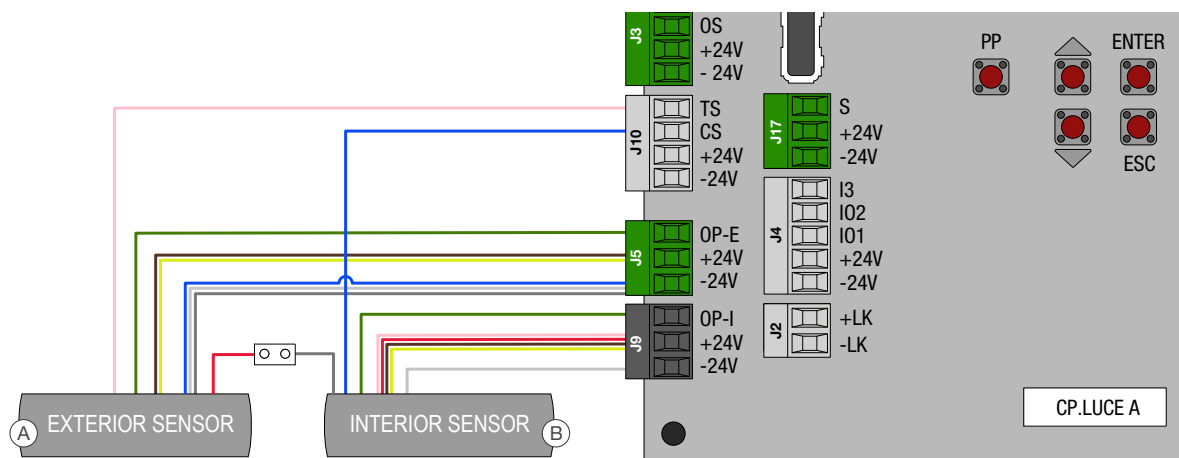 J3
OS
+24V
- 24V
J10
TS
CS
+24V
-24V
J5
OP-E
+24V
-24V
J9
OP-I
+24V
-24V
J17
S
+24V
-24V
J4
I3
IO2
IO1
+24V
-24V
J2
+LK
-LK
PP
ENTER
ESC
CP.LUCE A
A EXTERIOR SENSOR
INTERIOR SENSOR B